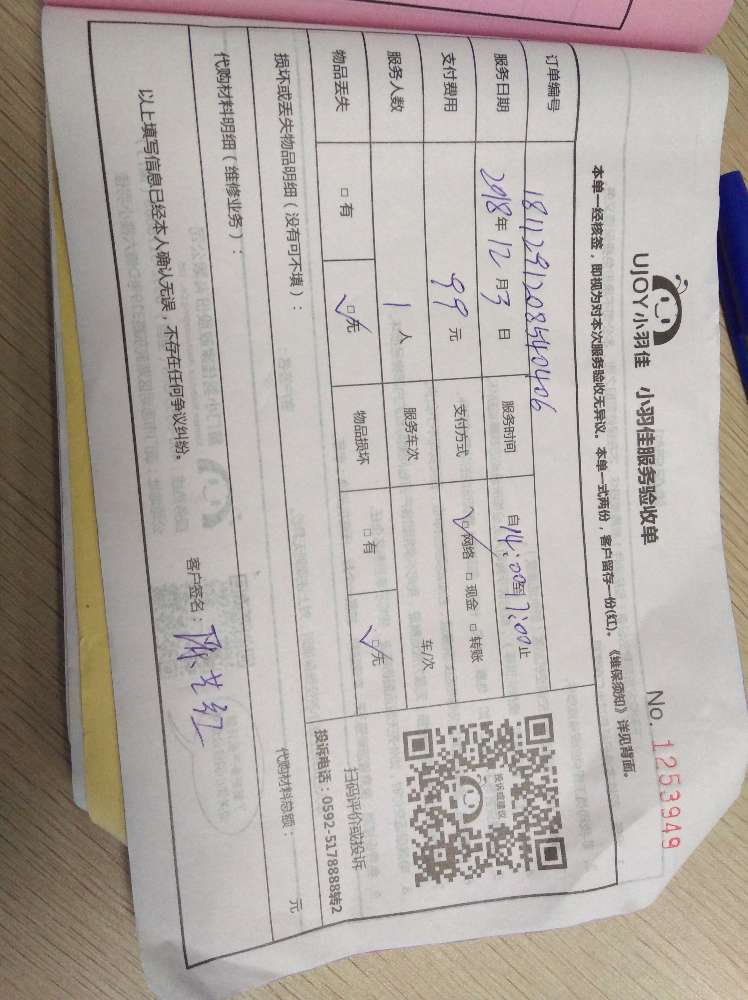 UJOY小羽佳 小羽佳服务验收单
No. 1253949
本单一经核签，即视为对本次服务验收无异议。本单一式两份，客户留存一份(红)。《维保须知》详见背面。
订单编号 1811291208540406
服务日期 2018年12月3日 服务时间 自14:00至17:00止
支付费用 99元 支付方式 ☑网络 □现金 □转账
服务人数 1人 服务车次 车/次
物品丢失 □有 ☑无 物品损坏 □有 ☑无
投诉或建议
扫码评价或投诉
投诉电话：0592-5178888转2
损坏或丢失物品明细（没有可不填）：
代购材料明细（维修业务）： 代购材料总额： 元
以上填写信息已经本人确认无误，不存在任何争议纠纷。 客户签名：陈芝红